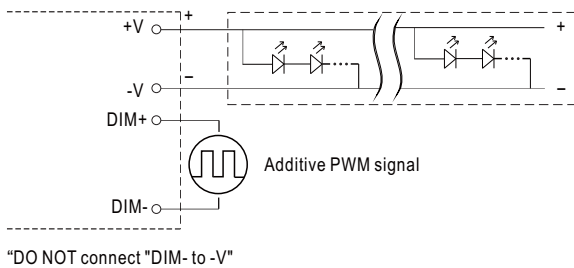 +V
+
+
-V
−
−
DIM+
Additive PWM signal
DIM-
“DO NOT connect "DIM- to -V"